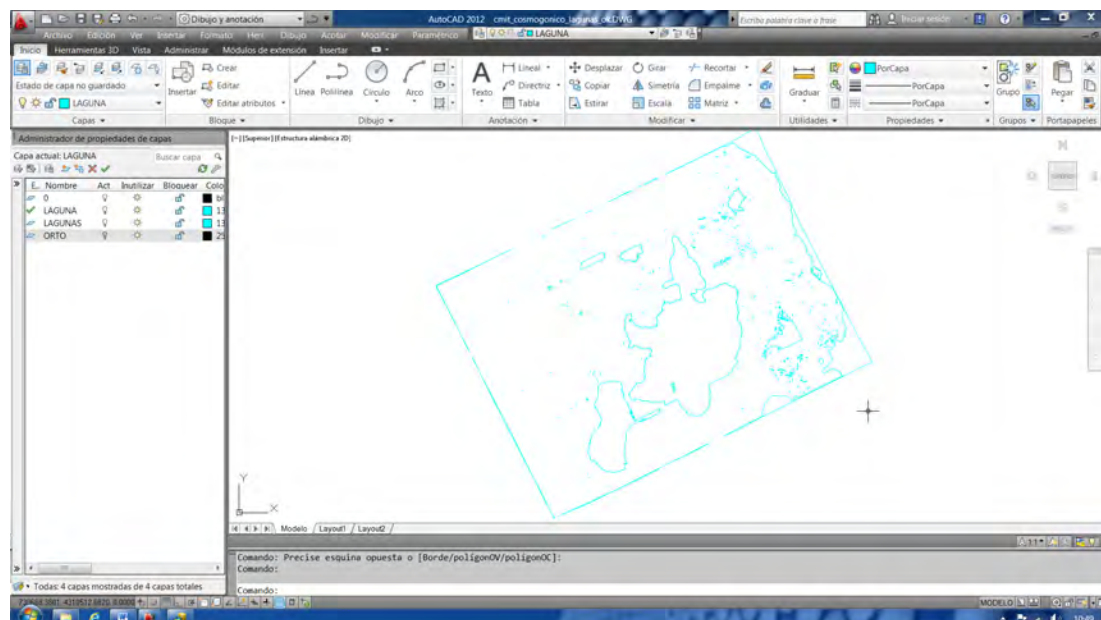 Dibujo y anotación
AutoCAD 2012
Escriba palabra clave o frase
Archivo Edición Ver Insertar Formato Herr. Dibujo Acotar Modificar Paramétrico
LAGUNA
Inicio Herramientas 3D Vista Administrar Módulos de extensión Insertar
Estado de capa no guardado
LAGUNA
Insertar
Crear
Editar
Editar atributos
Línea Polilínea Círculo Arco
Texto
Lineal
Directriz
Tabla
Desplazar Girar Recortar
Copiar Simetría Empalme
Estirar Escala Matriz
Graduar
PorCapa
PorCapa
PorCapa
Grupo
Pegar
Capas Bloque Dibujo Anotación Modificar Utilidades Propiedades Grupos Portapapeles
Administrador de propiedades de capas
[−] [Superior] [Estructura alámbrica 2D]
Capa actual: LAGUNA
Buscar capa
E.. Nombre Act Inutilizar Bloquear Colo
0 bl
LAGUNA 13
LAGUNAS 13
ORTO 25
Y
X
Modelo Layout1 Layout2
Comando: Precise esquina opuesta o [Borde/polígonOV/polígonOC]:
Comando:
Comando:
Todas: 4 capas mostradas de 4 capas totales
MODELO
10:49